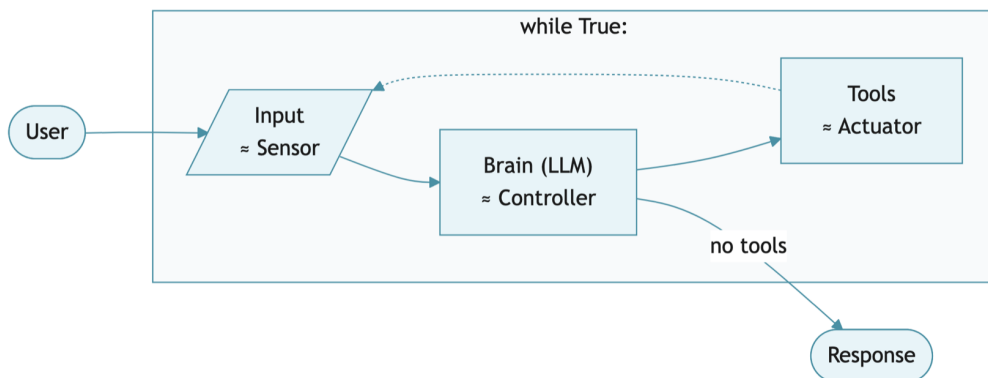 while True:
User
Input
≈ Sensor
Brain (LLM)
≈ Controller
Tools
≈ Actuator
no tools
Response